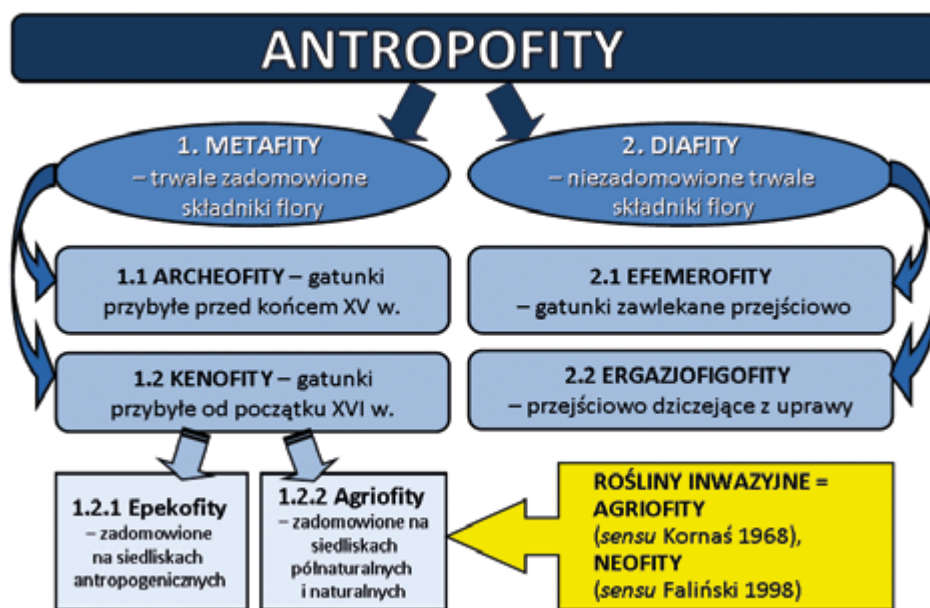 ANTROPOFITY
1. METAFITY
– trwale zadomowione
składniki flory
2. DIAFITY
– niezadomowione trwale
składniki flory
1.1 ARCHEOFITY – gatunki
przybyłe przed końcem XV w.
2.1 EFEMEROFITY
– gatunki zawlekane przejściowo
1.2 KENOFITY – gatunki
przybyłe od początku XVI w.
2.2 ERGAZJOFIGOFITY
– przejściowo dziczejące z uprawy
1.2.1 Epekofity
– zadomowione
na siedliskach
antropogenicznych
1.2.2 Agriofity
– zadomowione na
siedliskach
półnaturalnych
i naturalnych
ROŚLINY INWAZYJNE =
AGRIOFITY
(sensu Kornaś 1968),
NEOFITY
(sensu Faliński 1998)